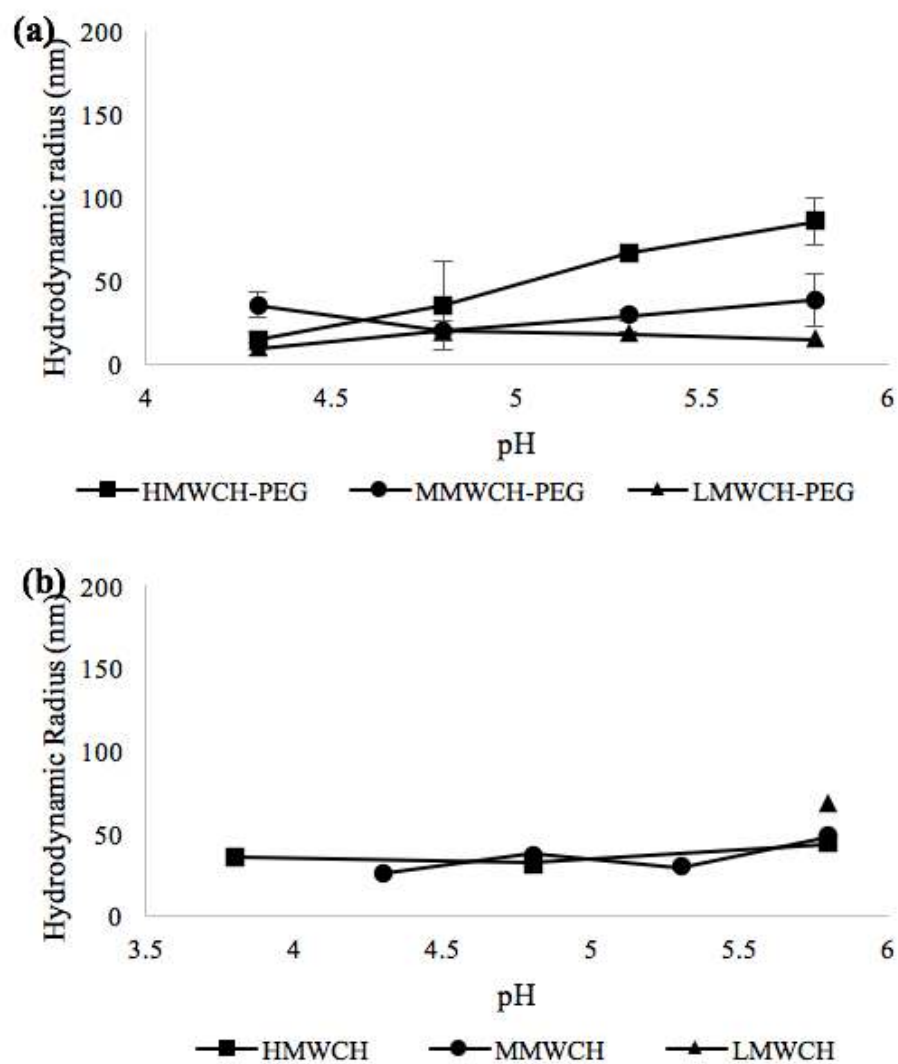 (a)
200
150
100
50
0
Hydrodynamic radius (nm)
4 4.5 5 5.5 6
pH
HMWCH-PEG MMWCH-PEG LMWCH-PEG
(b)
200
150
100
50
0
Hydrodynamic Radius (nm)
3.5 4 4.5 5 5.5 6
pH
HMWCH MMWCH LMWCH